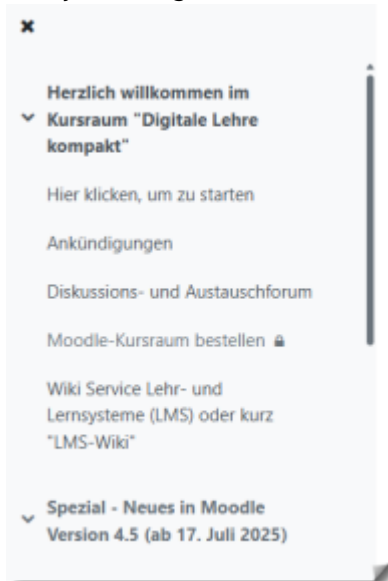 Herzlich willkommen im
Kursraum "Digitale Lehre
kompakt"
Hier klicken, um zu starten
Ankündigungen
Diskussions- und Austauschforum
Moodle-Kursraum bestellen
Wiki Service Lehr- und
Lernsysteme (LMS) oder kurz
"LMS-Wiki"
Spezial - Neues in Moodle
Version 4.5 (ab 17. Juli 2025)